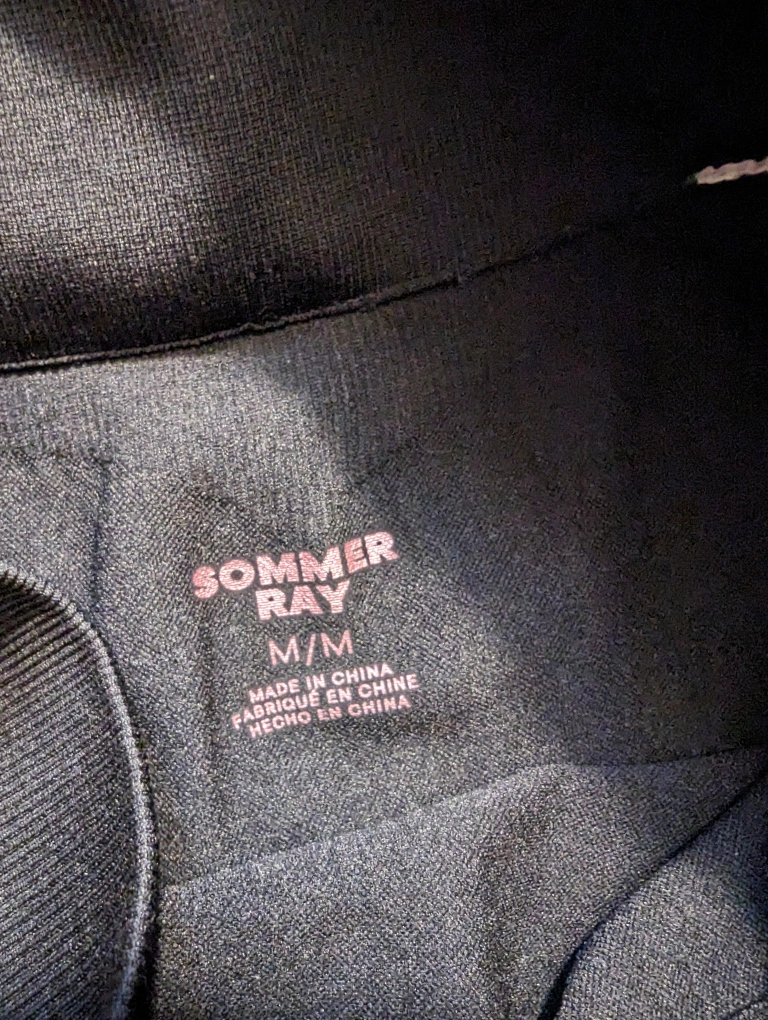 SOMMER
RAY
M/M
MADE IN CHINA
FABRIQUÉ EN CHINE
HECHO EN CHINA